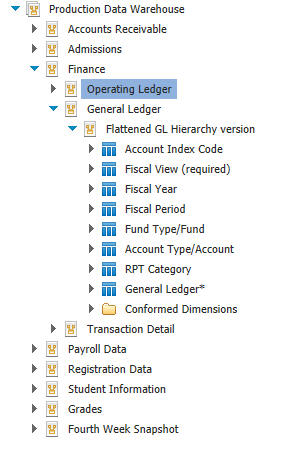 Production Data Warehouse
Accounts Receivable
Admissions
Finance
Operating Ledger
General Ledger
Flattened GL Hierarchy version
Account Index Code
Fiscal View (required)
Fiscal Year
Fiscal Period
Fund Type/Fund
Account Type/Account
RPT Category
General Ledger*
Conformed Dimensions
Transaction Detail
Payroll Data
Registration Data
Student Information
Grades
Fourth Week Snapshot